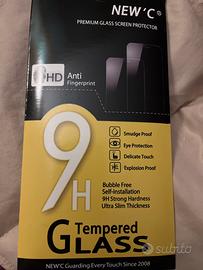 NEW'C®
PREMIUM GLASS SCREEN PROTECTOR
HD
Anti
Fingerprint
Smudge Proof
Eye Protection
Delicate Touch
Explosion Proof
9H
Bubble Free
Self-Installation
9H Strong Hardness
Ultra Slim Thickness
Tempered
GLASS
NEW'C Guarding Every Touch Since 2008
subito